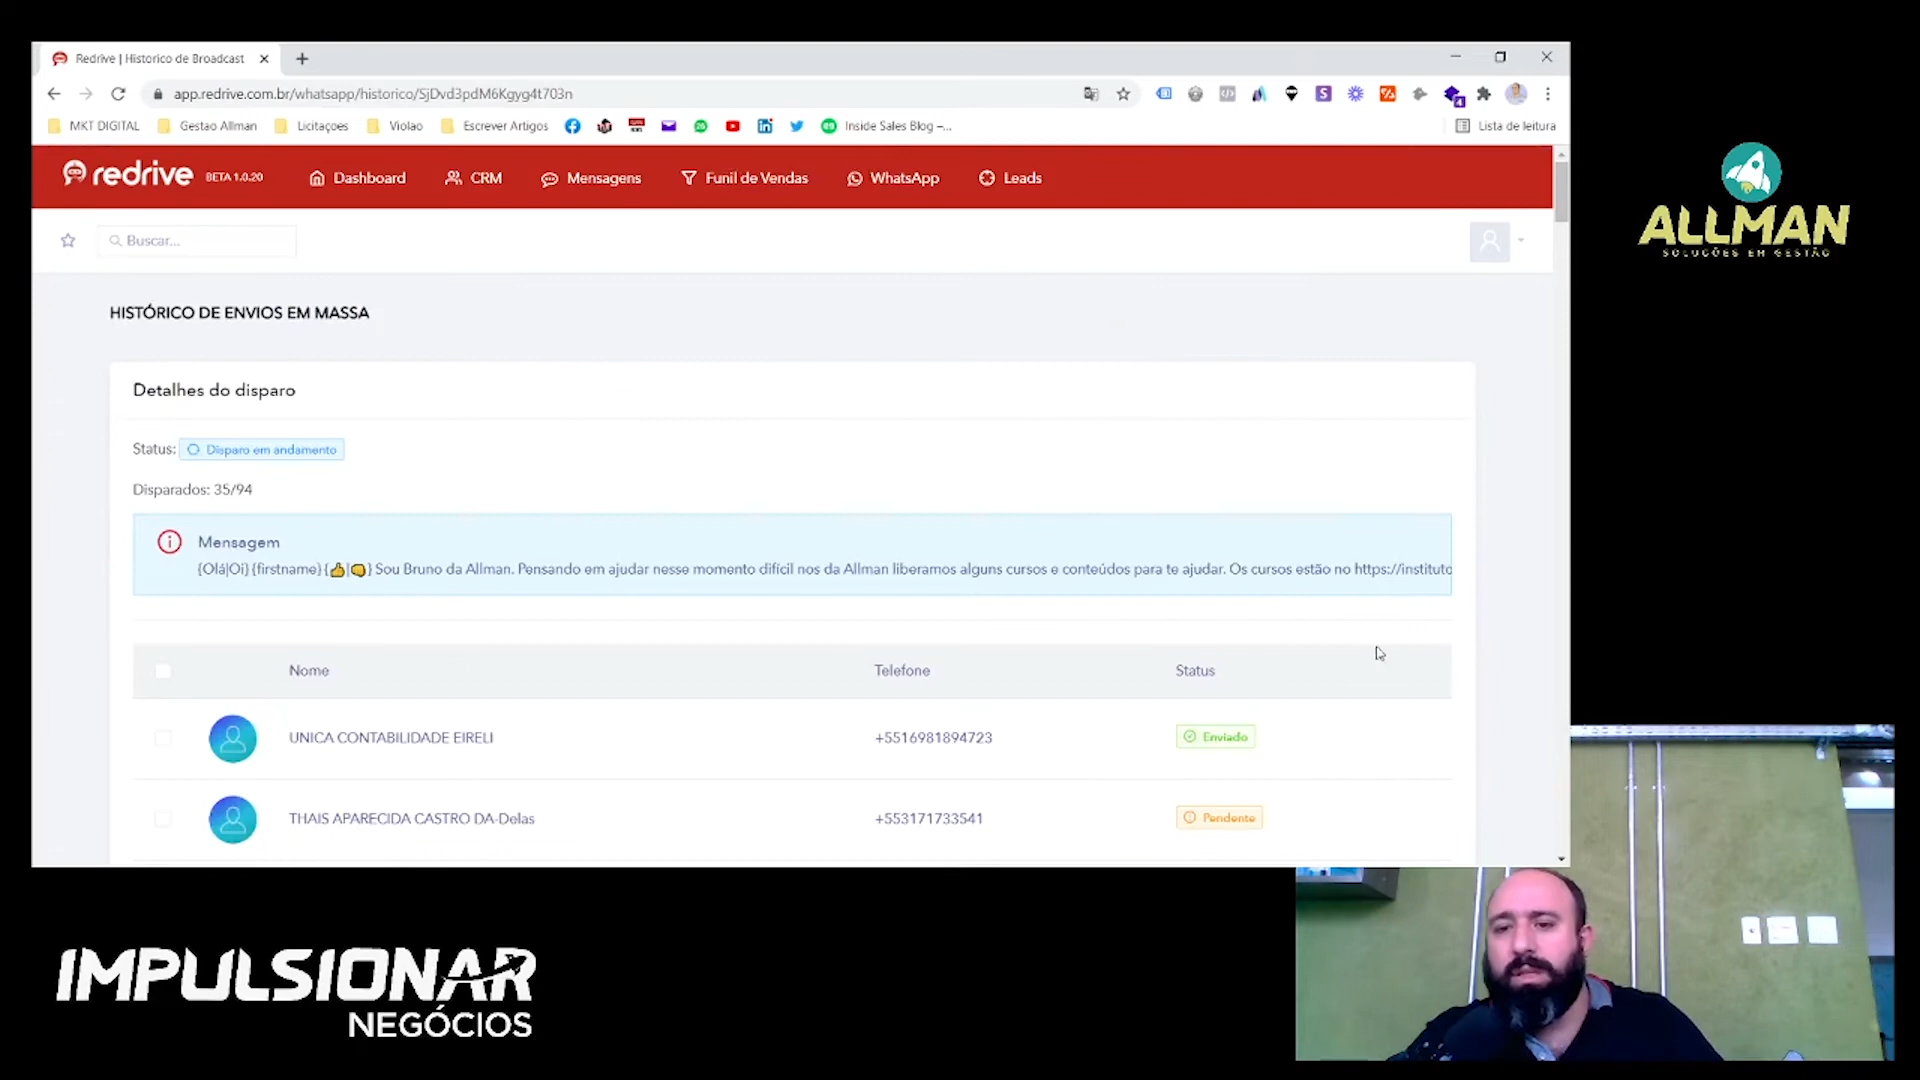 Redrive | Historico de Broadcast
app.redrive.com.br/whatsapp/historico/SjDvd3pdM6Kgyg4t703n
MKT DIGITAL
Gestao Allman
Licitaçoes
Violao
Escrever Artigos
Inside Sales Blog –...
Lista de leitura
redrive
BETA 1.0.20
Dashboard
CRM
Mensagens
Funil de Vendas
WhatsApp
Leads
Buscar...
ALLMAN
SOLUÇÕES EM GESTÃO
HISTÓRICO DE ENVIOS EM MASSA
Detalhes do disparo
Status: Disparo em andamento
Disparados: 35/94
Mensagem
{Olá|Oi} {firstname} {👍|👊} Sou Bruno da Allman. Pensando em ajudar nesse momento difícil nos da Allman liberamos alguns cursos e conteúdos para te ajudar. Os cursos estão no https://instituto
Nome Telefone Status
UNICA CONTABILIDADE EIRELI +5516981894723 Enviado
THAIS APARECIDA CASTRO DA-Delas +553171733541 Pendente
IMPULSIONAR
NEGÓCIOS